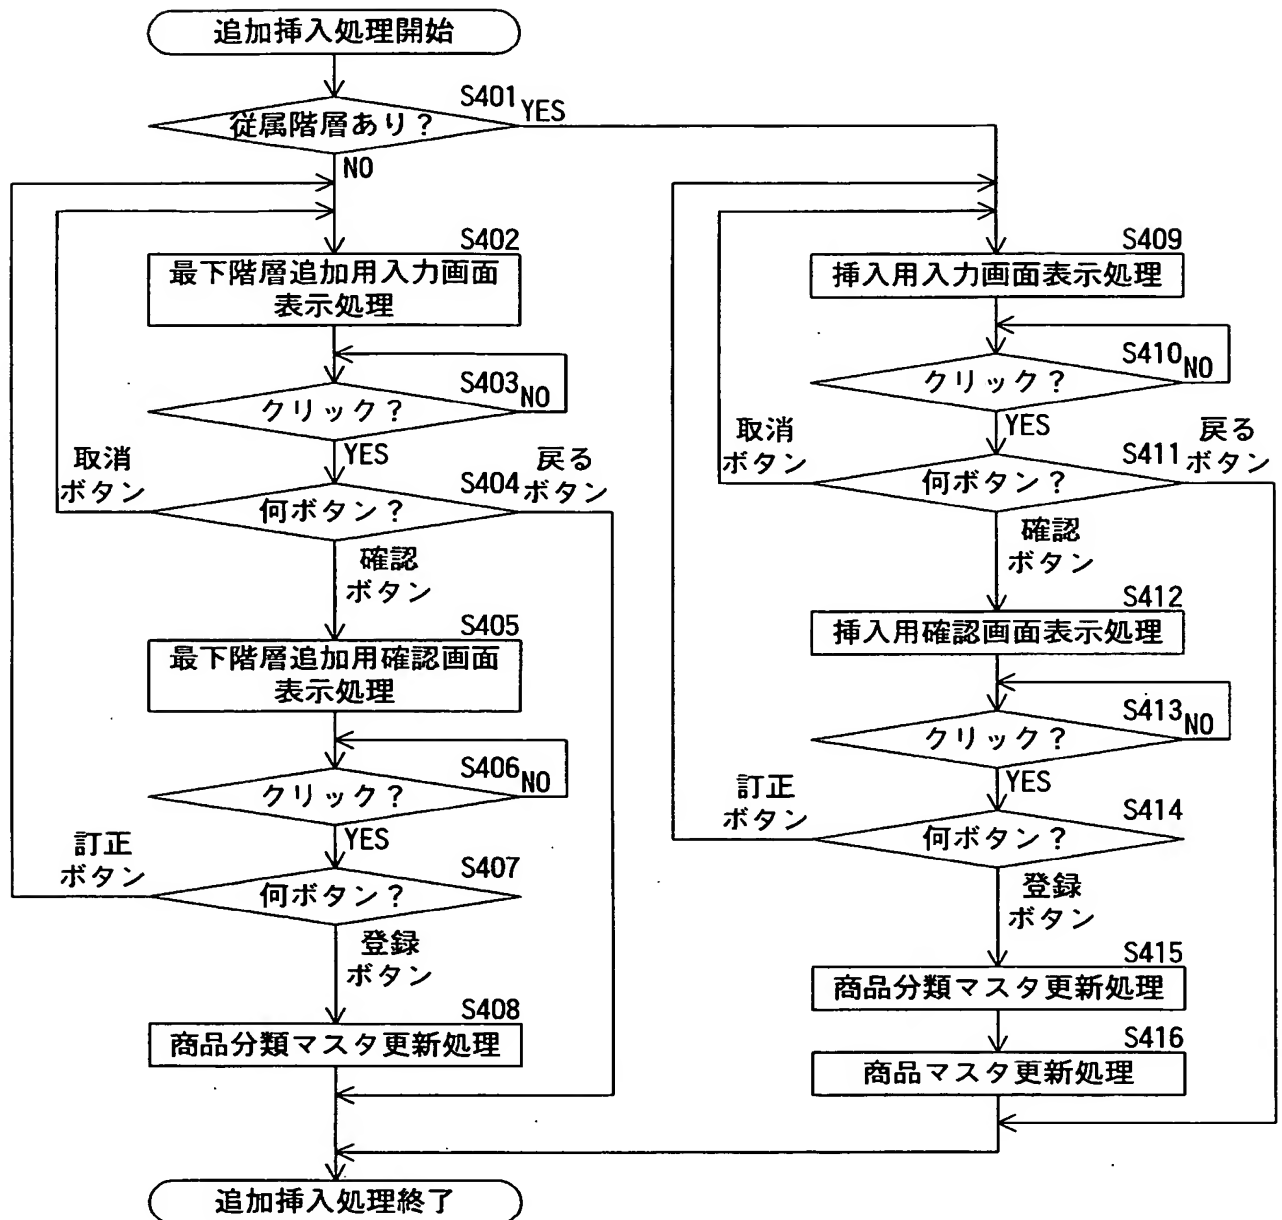 追加挿入処理開始
S401
従属階層あり？
YES
NO
S402
最下階層追加用入力画面
表示処理
S403
クリック？
NO
YES
取消
ボタン
S404
何ボタン？
戻る
ボタン
確認
ボタン
S405
最下階層追加用確認画面
表示処理
S406
クリック？
NO
YES
訂正
ボタン
S407
何ボタン？
登録
ボタン
S408
商品分類マスタ更新処理
S409
挿入用入力画面表示処理
S410
クリック？
NO
YES
取消
ボタン
S411
何ボタン？
戻る
ボタン
確認
ボタン
S412
挿入用確認画面表示処理
S413
クリック？
NO
YES
訂正
ボタン
S414
何ボタン？
登録
ボタン
S415
商品分類マスタ更新処理
S416
商品マスタ更新処理
追加挿入処理終了